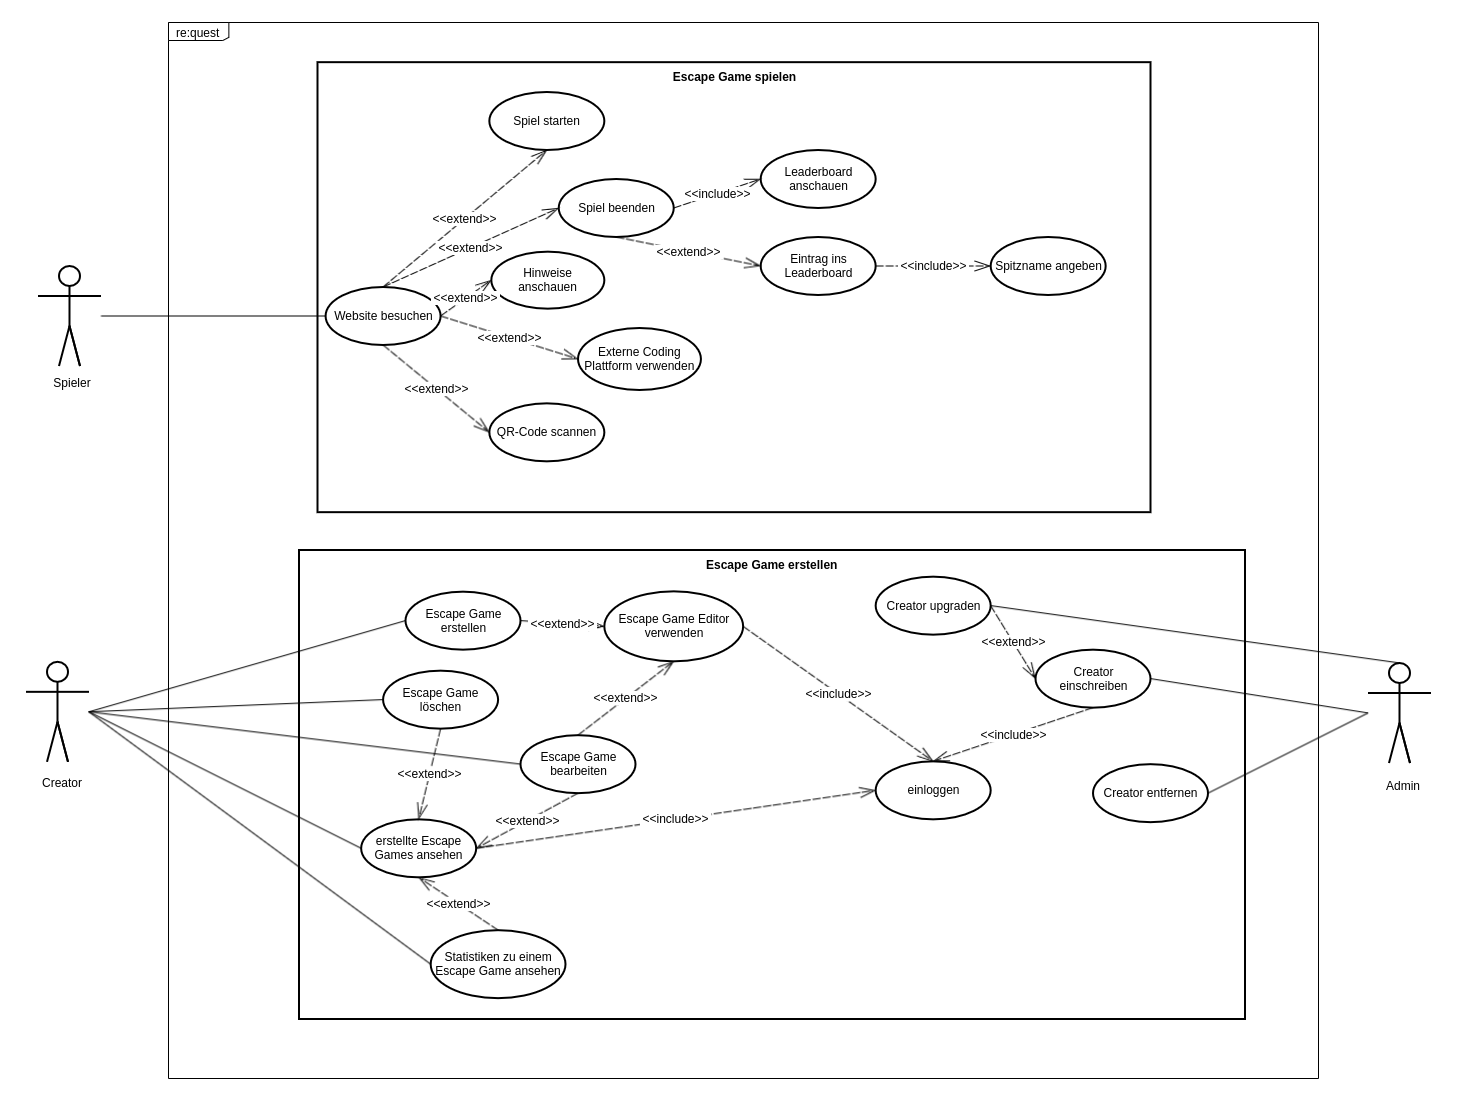 re:quest
Escape Game spielen
Spiel starten
Leaderboard
anschauen
<<include>>
Spiel beenden
<<extend>>
<<extend>>
<<extend>>
Eintrag ins
Leaderboard
<<include>>
Spitzname angeben
Hinweise
anschauen
<<extend>>
Website besuchen
<<extend>>
Externe Coding
Plattform verwenden
<<extend>>
QR-Code scannen
Spieler
Escape Game erstellen
Escape Game
erstellen
<<extend>>
Escape Game Editor
verwenden
Creator upgraden
<<extend>>
Creator
einschreiben
Escape Game
löschen
<<extend>>
<<include>>
<<include>>
Escape Game
bearbeiten
<<extend>>
einloggen
Creator entfernen
Creator
Admin
<<extend>>
<<include>>
erstellte Escape
Games ansehen
<<extend>>
Statistiken zu einem
Escape Game ansehen